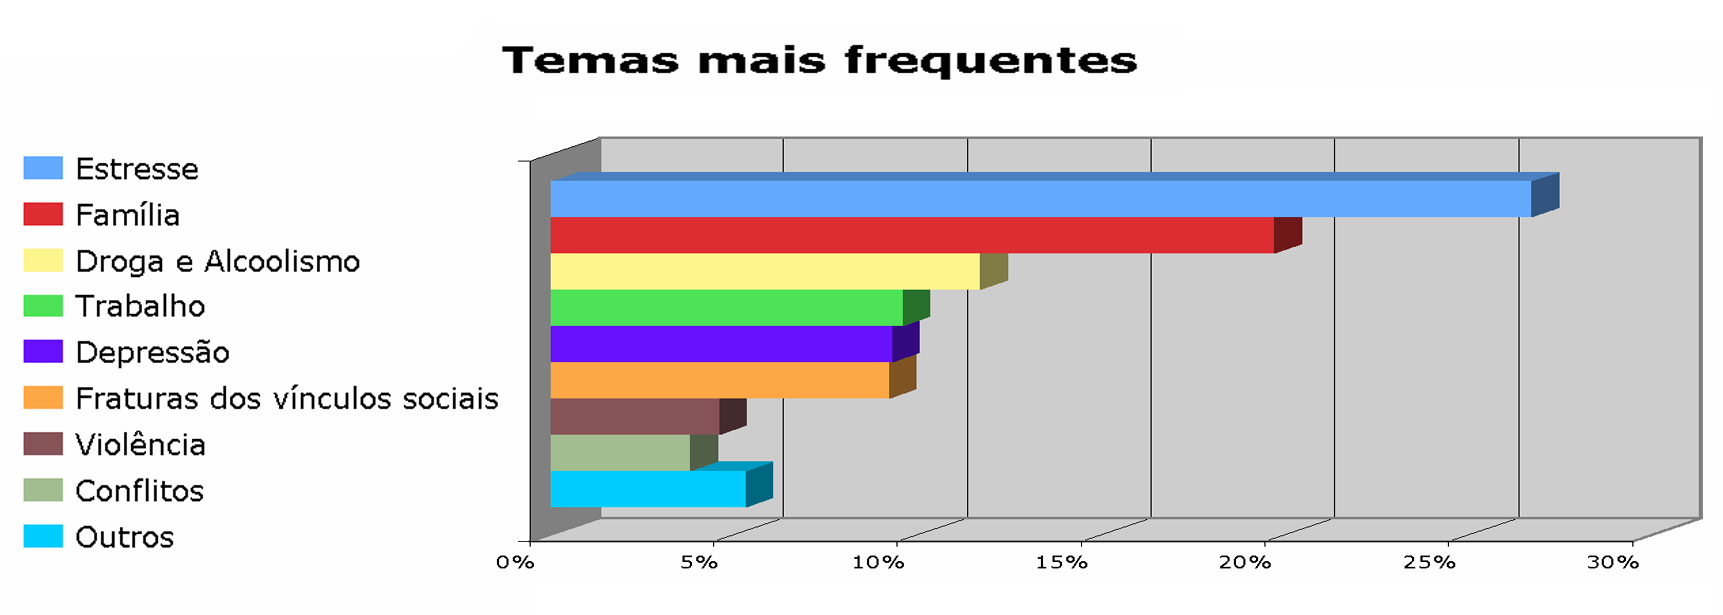 Temas mais frequentes
Estresse
Família
Droga e Alcoolismo
Trabalho
Depressão
Fraturas dos vínculos sociais
Violência
Conflitos
Outros
0% 5% 10% 15% 20% 25% 30%